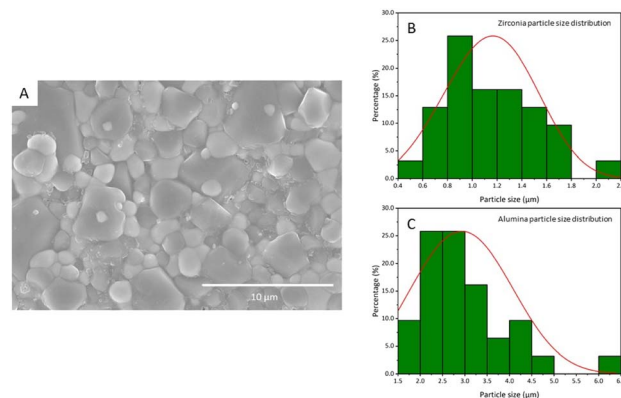 A
10 µm
B
Zirconia particle size distribution
Percentage (%)
30.0
25.0
20.0
15.0
10.0
5.0
0.0
0.4 0.6 0.8 1.0 1.2 1.4 1.6 1.8 2.0 2.2
Particle size (µm)
C
Alumina particle size distribution
Percentage (%)
30.0
25.0
20.0
15.0
10.0
5.0
0.0
1.5 2.0 2.5 3.0 3.5 4.0 4.5 5.0 5.5 6.0 6.5
Particle size (µm)